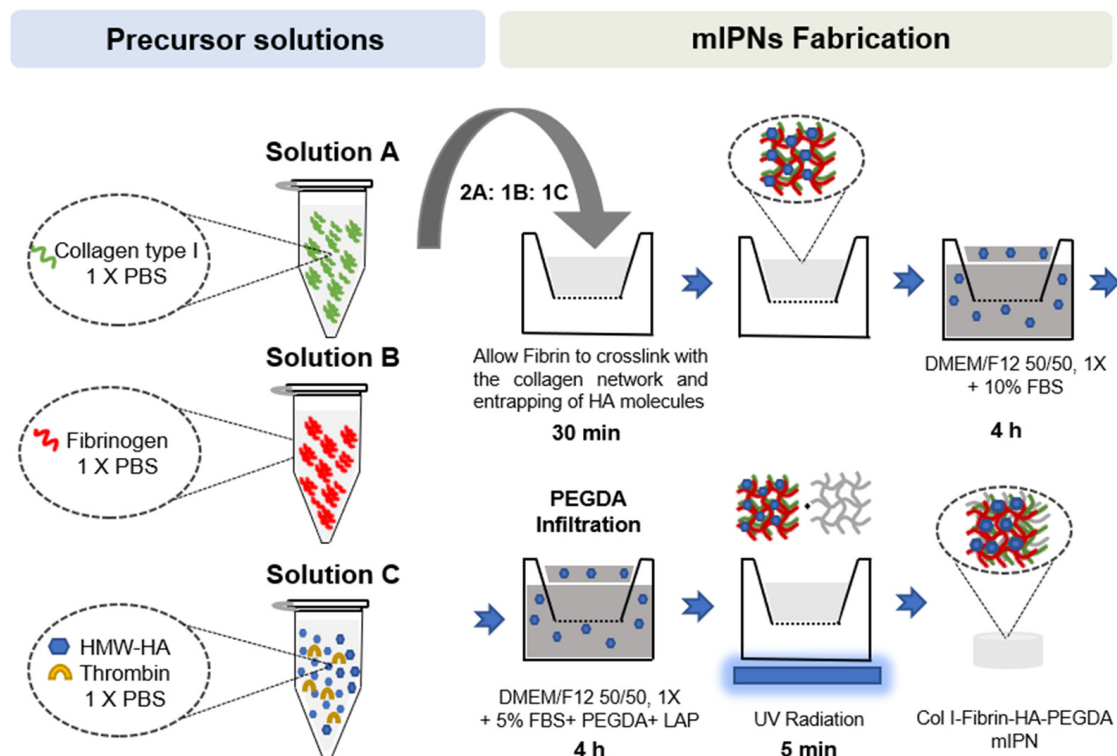 Precursor solutions
mIPNs Fabrication
Solution A
Collagen type I
1 X PBS
Solution B
Fibrinogen
1 X PBS
Solution C
HMW-HA
Thrombin
1 X PBS
2A: 1B: 1C
Allow Fibrin to crosslink with
the collagen network and
entrapping of HA molecules
30 min
DMEM/F12 50/50, 1X
+ 10% FBS
4 h
PEGDA
Infiltration
DMEM/F12 50/50, 1X
+ 5% FBS+ PEGDA+ LAP
4 h
UV Radiation
5 min
Col I-Fibrin-HA-PEGDA
mIPN